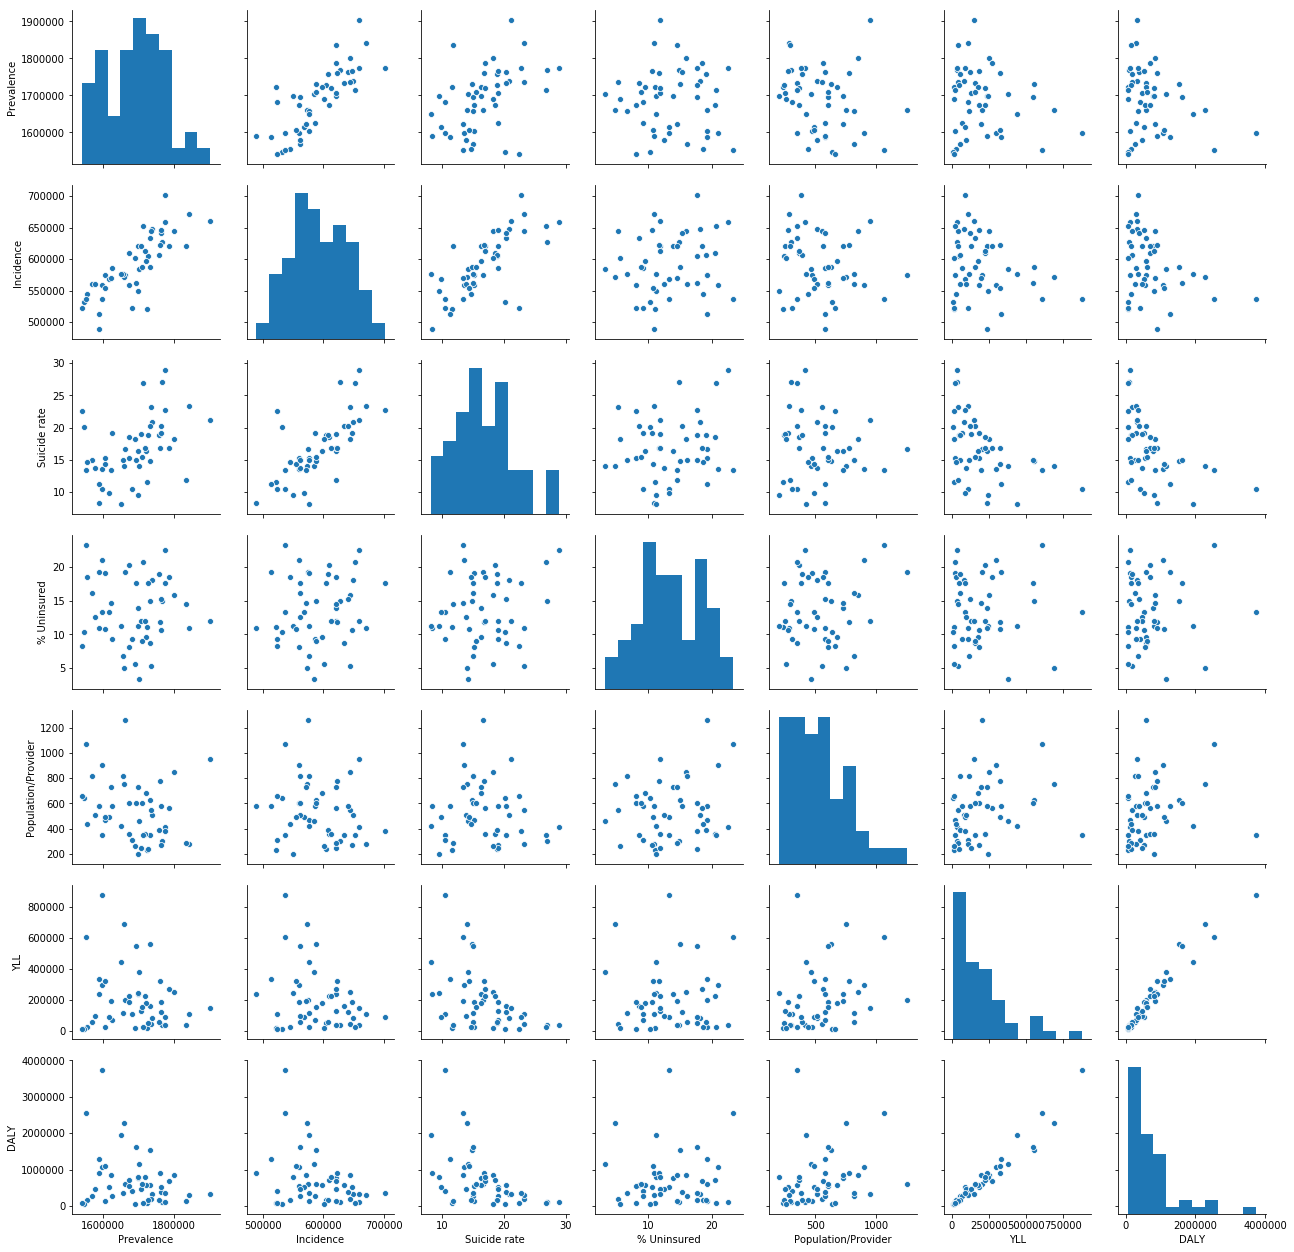 1900000
1800000
1700000
1600000
Prevalence
700000
650000
600000
550000
500000
Incidence
30
25
20
15
10
Suicide rate
20
15
10
5
% Uninsured
1200
1000
800
600
400
200
Population/Provider
800000
600000
400000
200000
0
YLL
4000000
3000000
2000000
1000000
0
DALY
1600000 1800000
Prevalence
500000 600000 700000
Incidence
10 20 30
Suicide rate
10 20
% Uninsured
500 1000
Population/Provider
0 250000 500000 750000
YLL
0 2000000 4000000
DALY